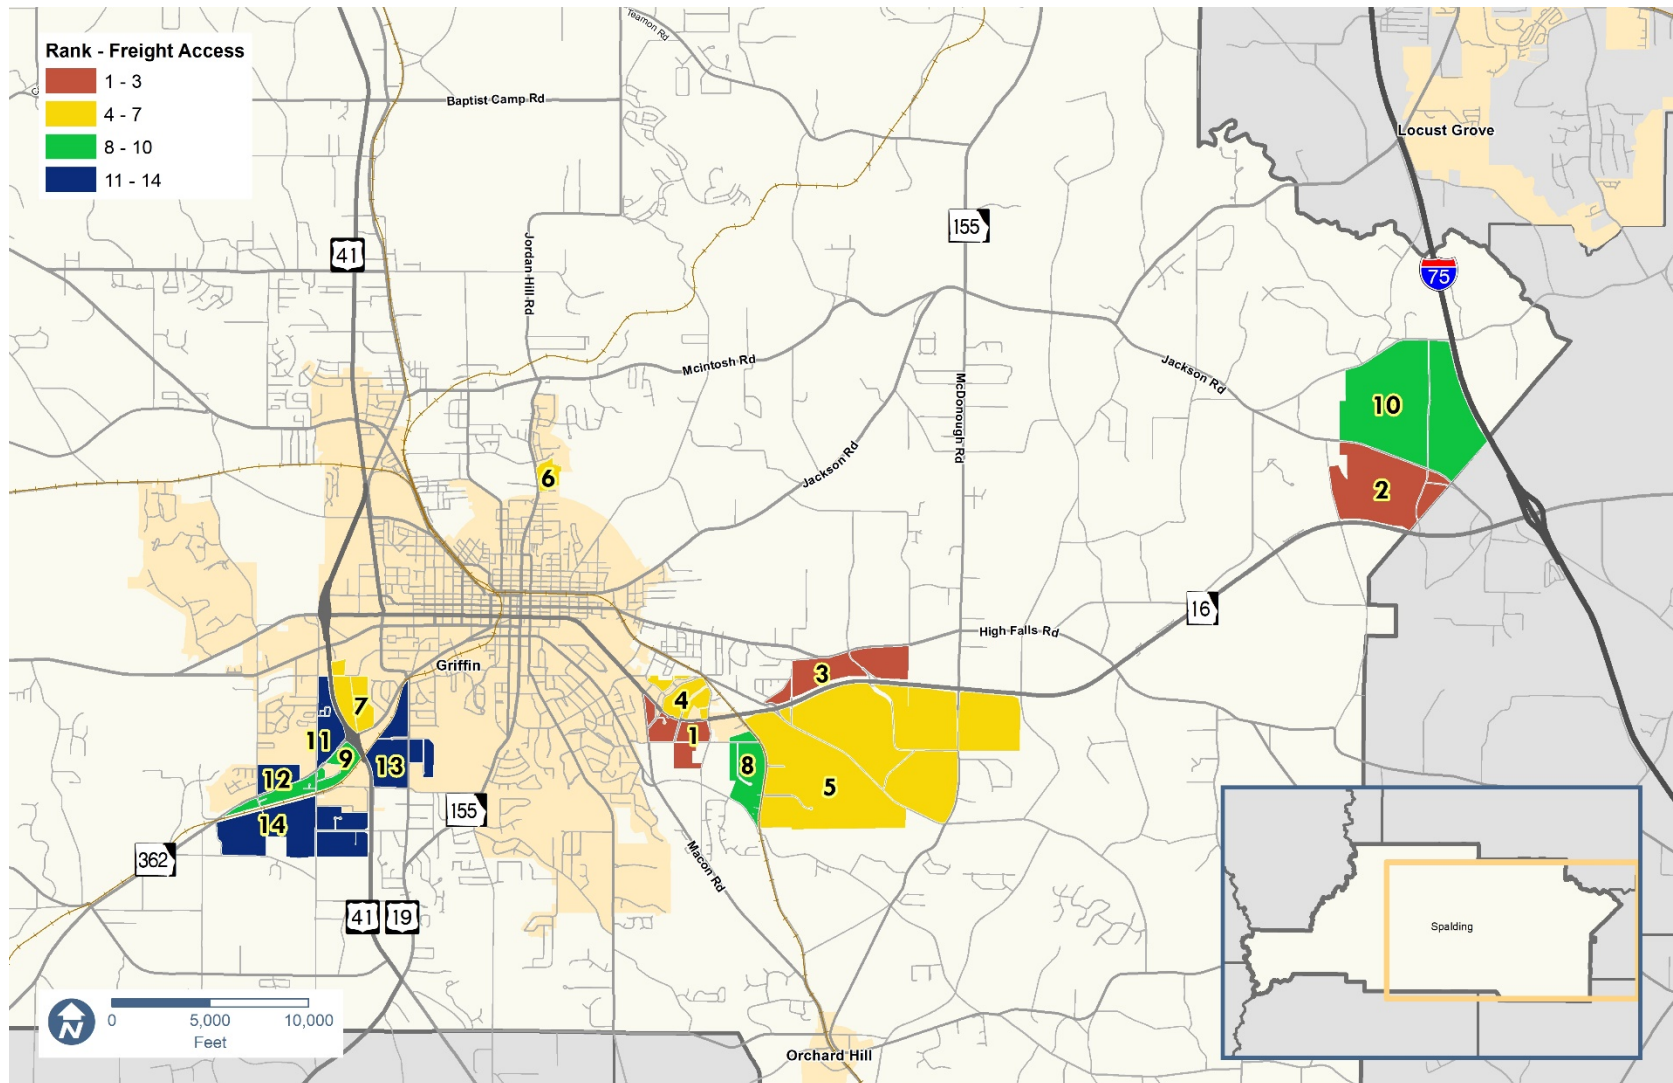 Teamon Rd
Rank - Freight Access
1 - 3
4 - 7
8 - 10
11 - 14
Baptist Camp Rd
Locust Grove
155
41
Jordan Hill Rd
75
Mcintosh Rd
Jackson Rd
McDonough Rd
10
Jackson Rd
6
2
16
High Falls Rd
Griffin
3
4
7
1
11
9
8
13
12
5
14
155
362
Macon Rd
41
19
Spalding
N
0
5,000
10,000
Feet
Orchard Hill